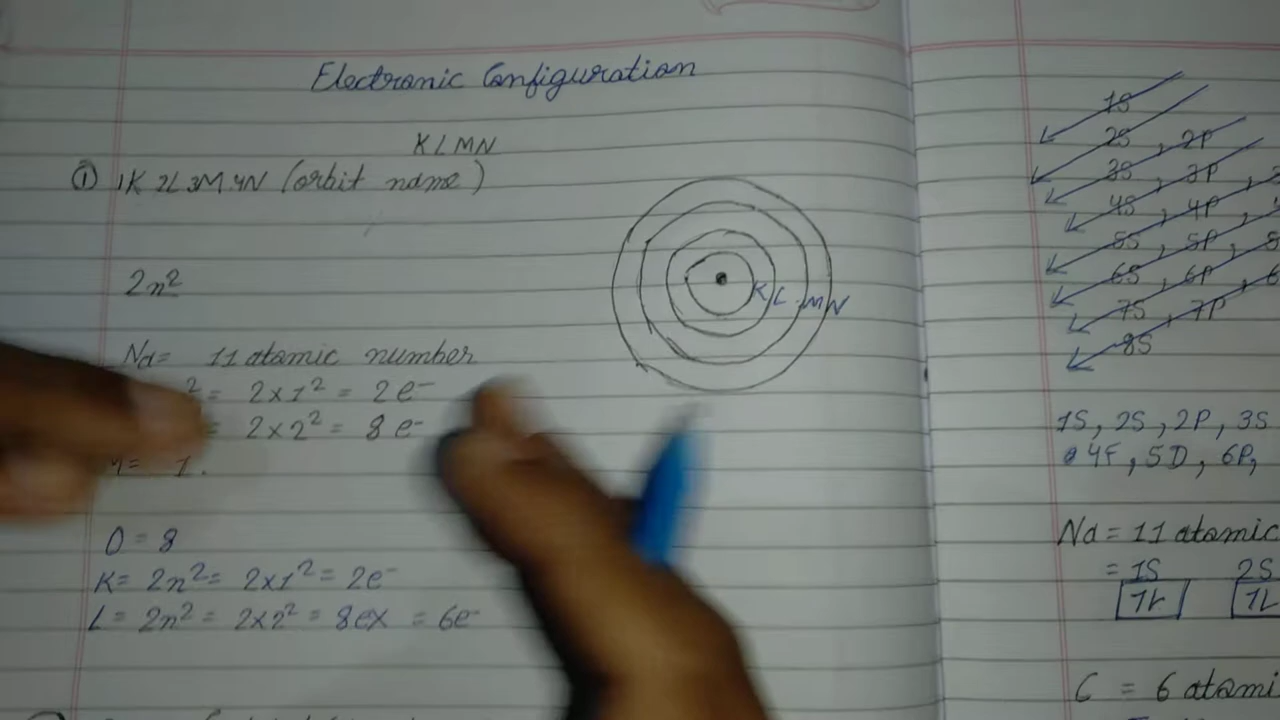 Electronic Configuration
K L M N
① 1K 2L 3M 4N (orbit name)
K L M N
2n²
Na = 11 atomic number
² = 2×1² = 2e⁻
= 2×2² = 8e⁻
M = 1.
O = 8
K = 2n² = 2×1² = 2e⁻
L = 2n² = 2×2² = 8ex = 6e⁻
1S
2S, 2P
3S, 3P,
4S, 4P,
5S, 5P,
6S, 6P,
7S, 7P
8S
1S, 2S, 2P, 3S
4F, 5D, 6P,
Na = 11 atomic
= 1S 2S
1L 1L
C = 6 atomi